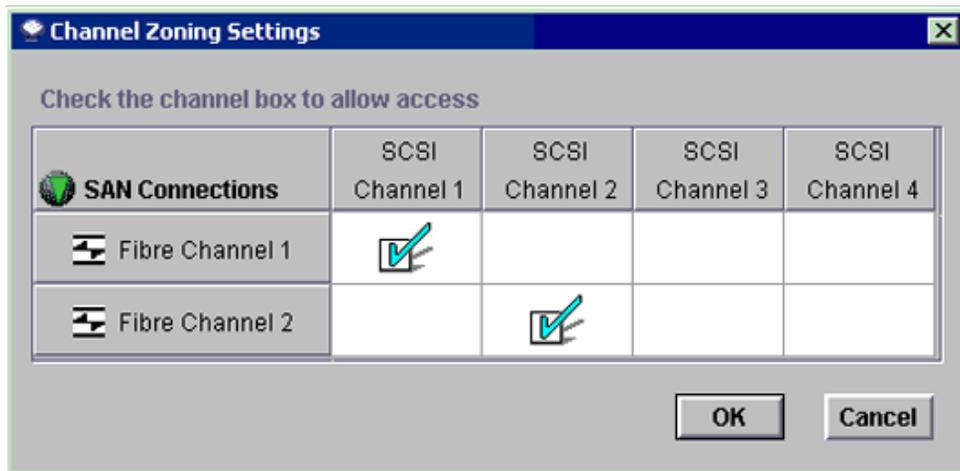 Channel Zoning Settings
Check the channel box to allow access
SAN Connections
SCSI Channel 1
SCSI Channel 2
SCSI Channel 3
SCSI Channel 4
Fibre Channel 1
Fibre Channel 2
OK
Cancel